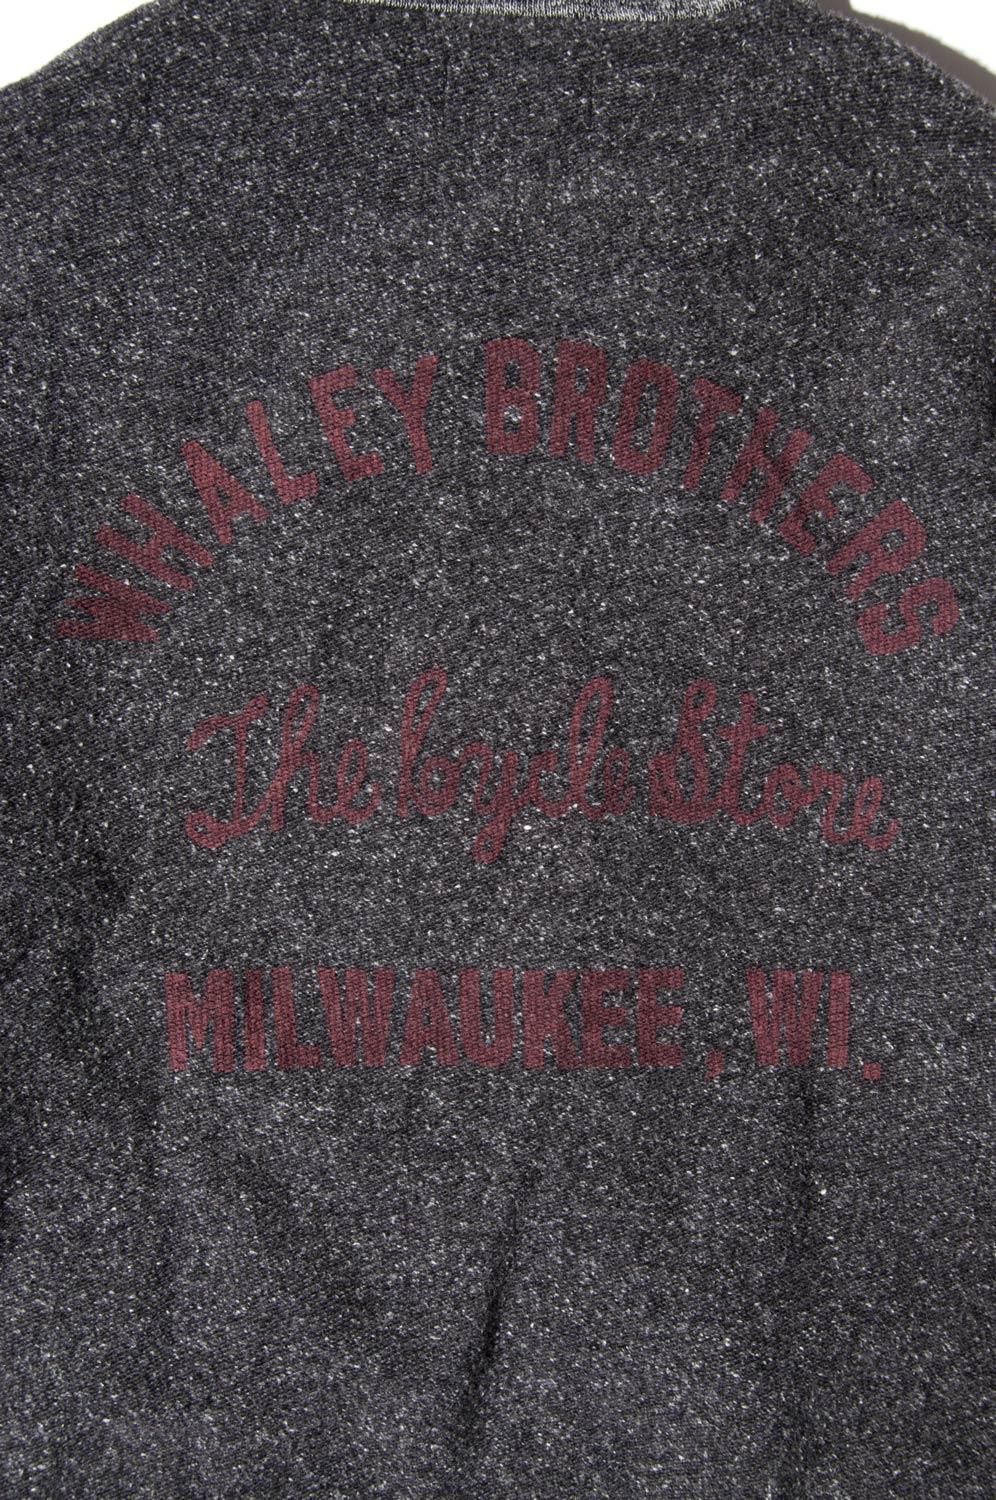 WHALEY BROTHERS
The Cycle Store
MILWAUKEE, WI.